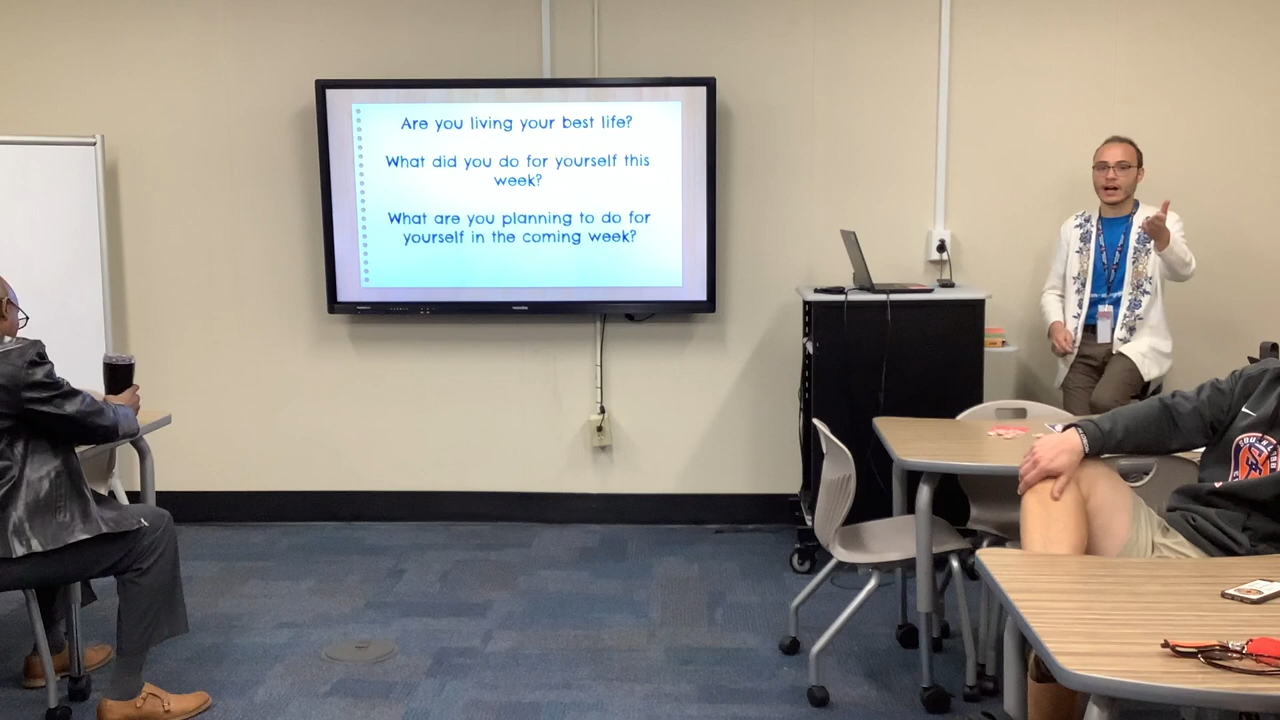 Are you living your best life?
What did you do for yourself this
week?
What are you planning to do for
yourself in the coming week?